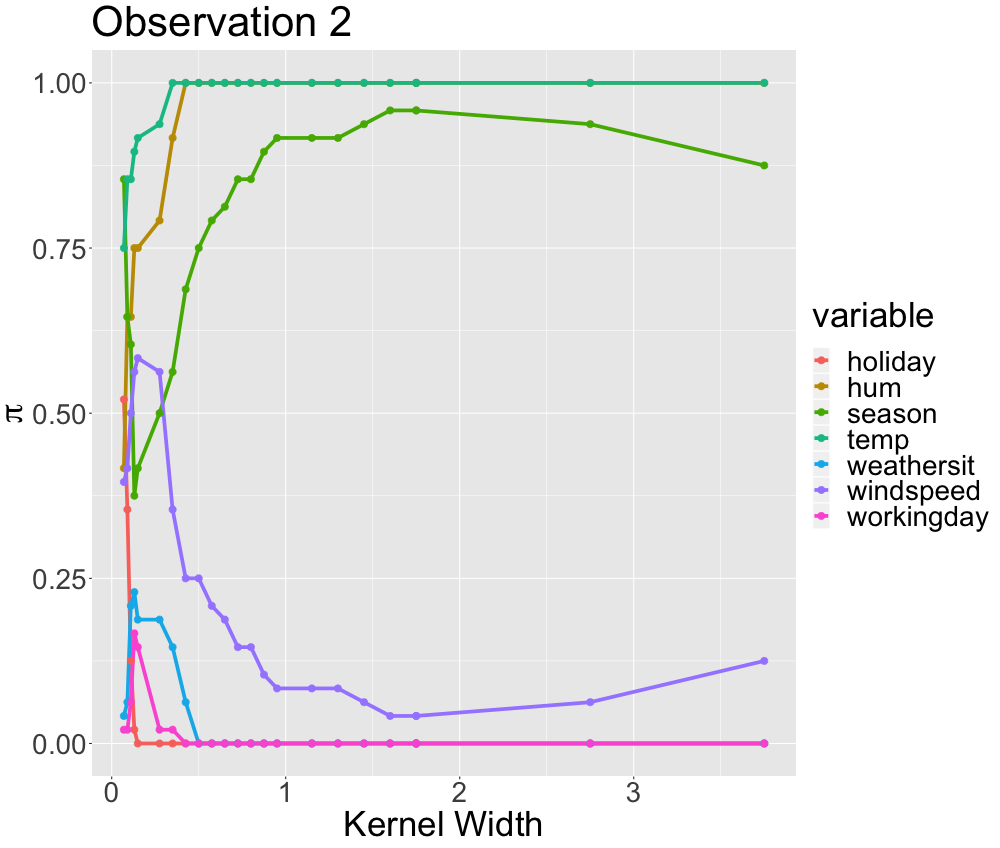 Observation 2
1.00
0.75
0.50
0.25
0.00
π
0
1
2
3
Kernel Width
variable
holiday
hum
season
temp
weathersit
windspeed
workingday